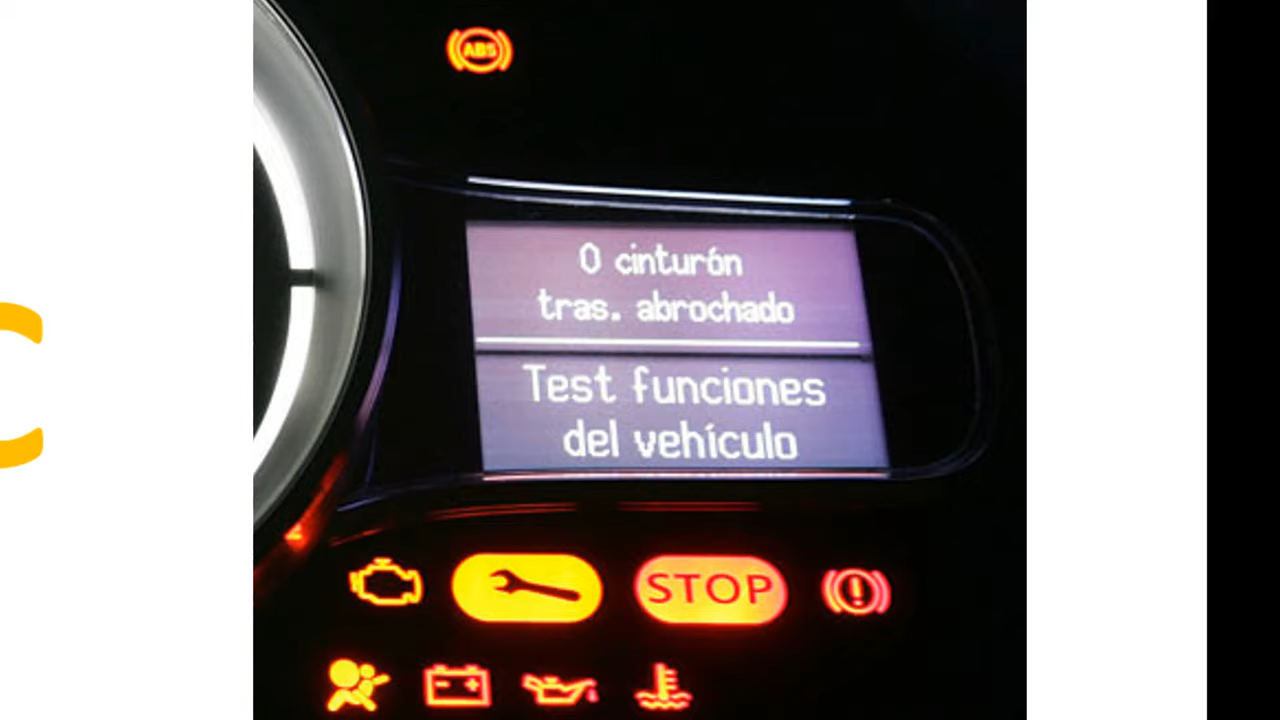 ABS
0 cinturón
tras. abrochado
Test funciones
del vehículo
STOP